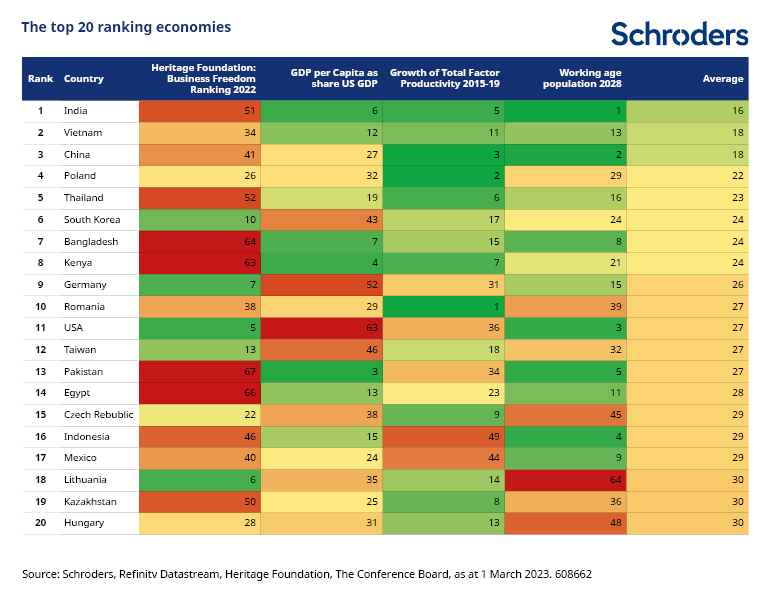 The top 20 ranking economies
Schroders
Rank Country Heritage Foundation: Business Freedom Ranking 2022 GDP per Capita as share US GDP Growth of Total Factor Productivity 2015-19 Working age population 2028 Average
1 India 51 6 5 1 16
2 Vietnam 34 12 11 13 18
3 China 41 27 3 2 18
4 Poland 26 32 2 29 22
5 Thailand 52 19 6 16 23
6 South Korea 10 43 17 24 24
7 Bangladesh 64 7 15 8 24
8 Kenya 63 4 7 21 24
9 Germany 7 52 31 15 26
10 Romania 38 29 1 39 27
11 USA 5 63 36 3 27
12 Taiwan 13 46 18 32 27
13 Pakistan 67 3 34 5 27
14 Egypt 66 13 23 11 28
15 Czech Rebublic 22 38 9 45 29
16 Indonesia 46 15 49 4 29
17 Mexico 40 24 44 9 29
18 Lithuania 6 35 14 64 30
19 Kazakhstan 50 25 8 36 30
20 Hungary 28 31 13 48 30
Source: Schroders, Refinitv Datastream, Heritage Foundation, The Conference Board, as at 1 March 2023. 608662